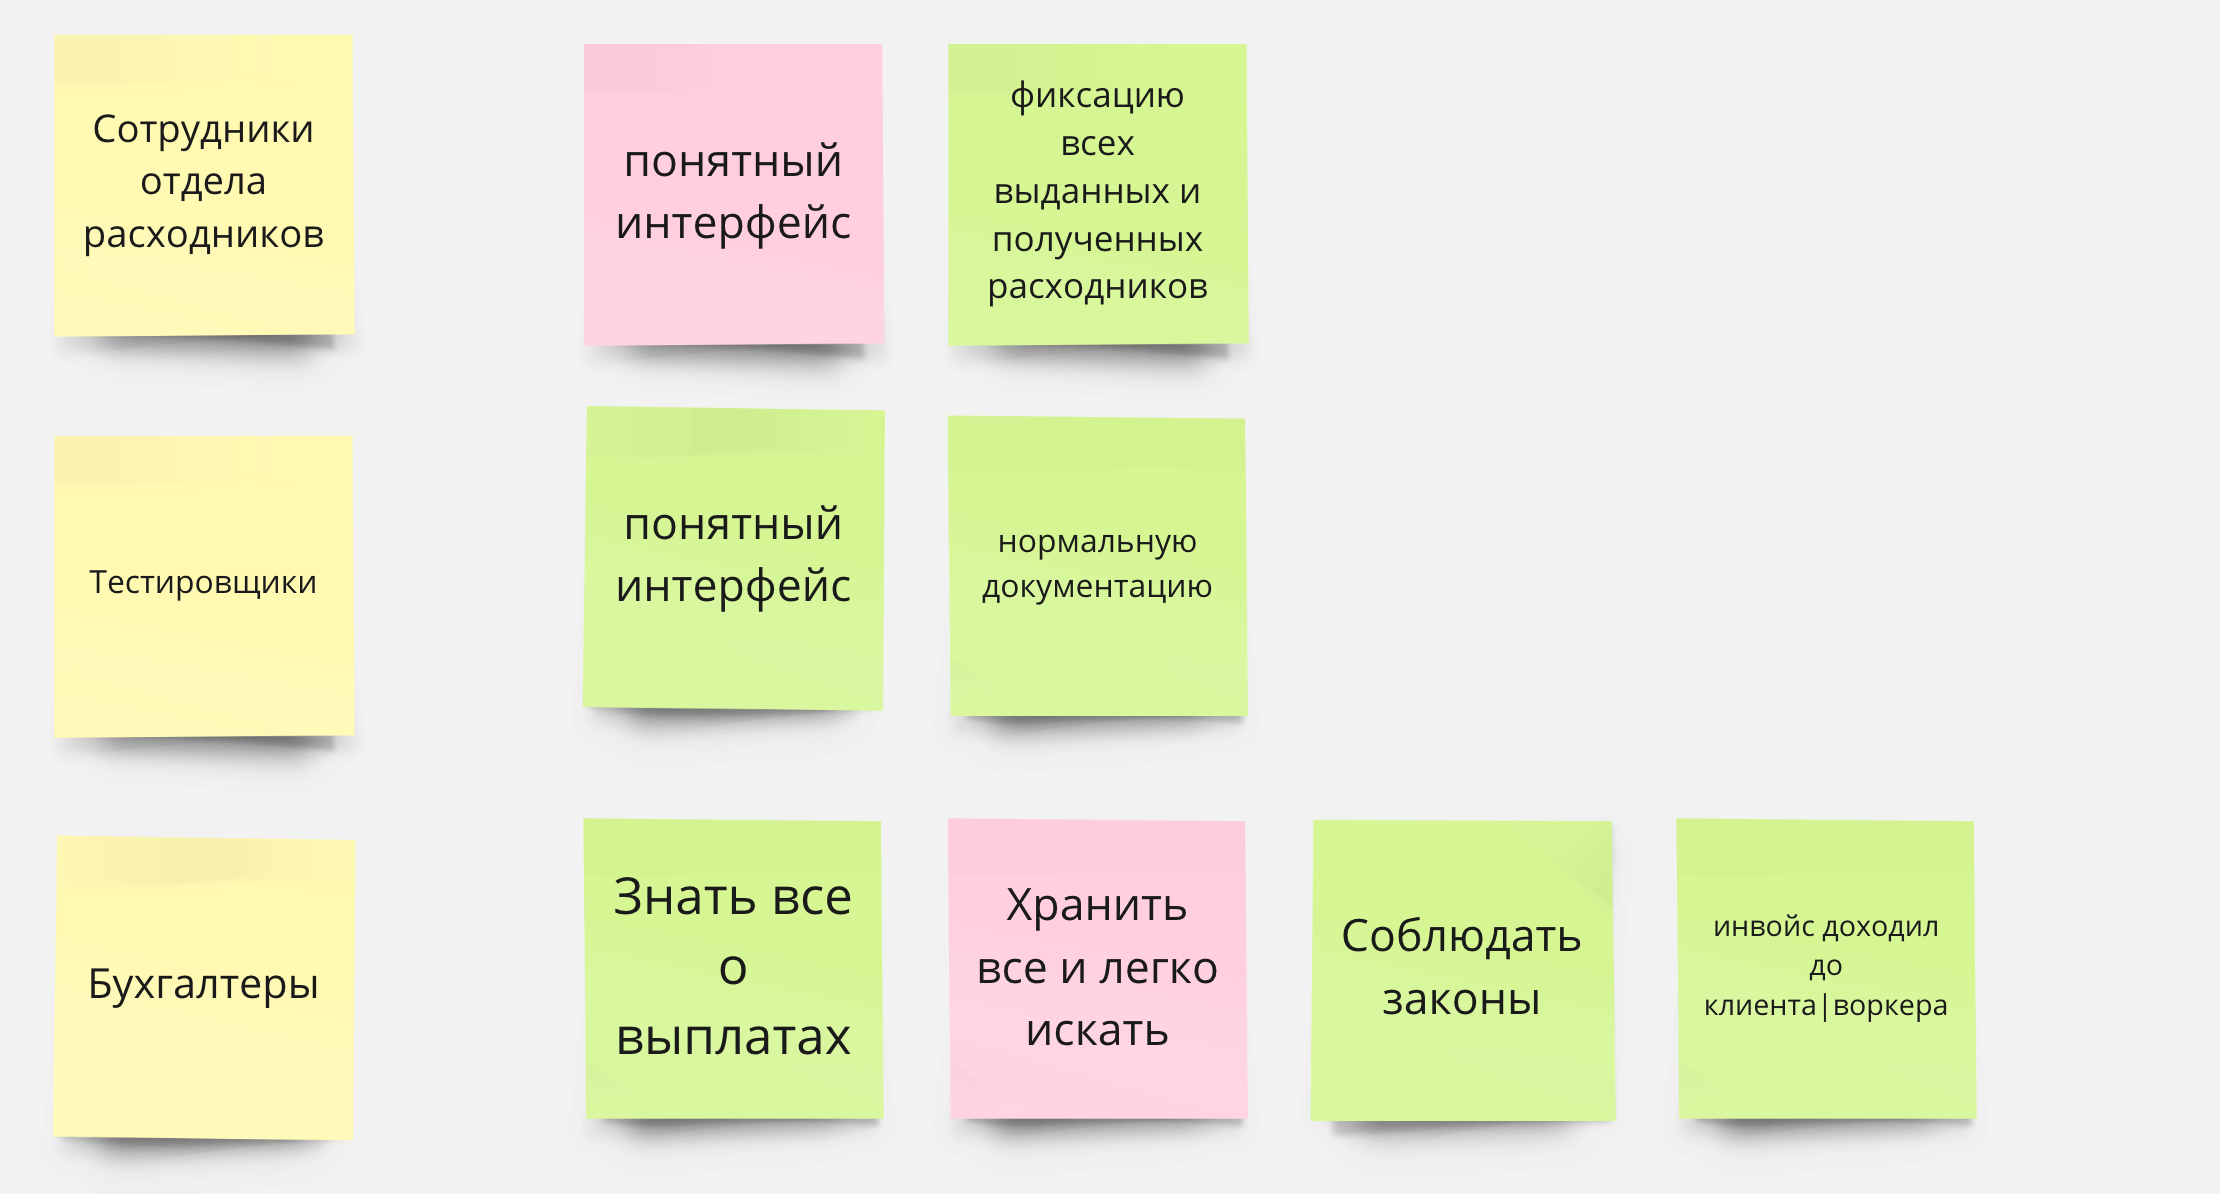 Сотрудники
отдела
расходников
понятный
интерфейс
фиксацию
всех
выданных и
полученных
расходников
Тестировщики
понятный
интерфейс
нормальную
документацию
Бухгалтеры
Знать все
о
выплатах
Хранить
все и легко
искать
Соблюдать
законы
инвойс доходил
до
клиента|воркера